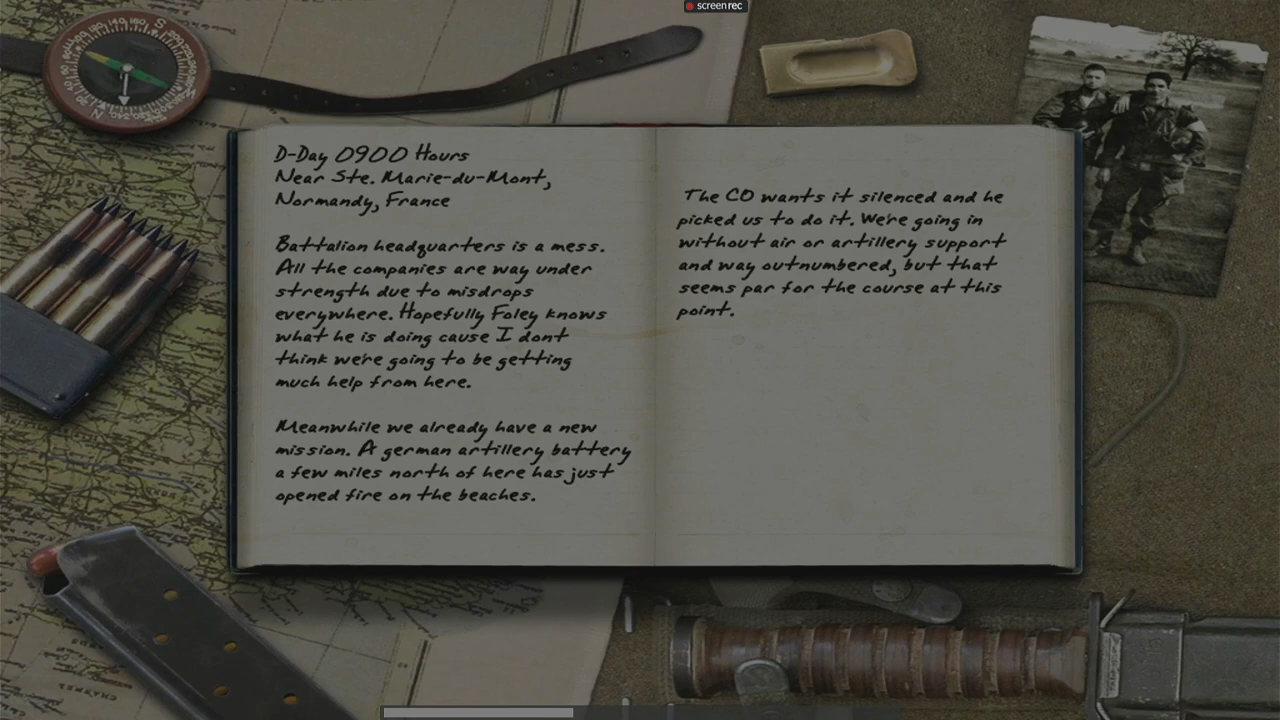 screenrec
D-Day 0900 Hours
Near Ste. Marie-du-Mont,
Normandy, France
Battalion headquarters is a mess.
All the companies are way under
strength due to misdrops
everywhere. Hopefully Foley knows
what he is doing cause I dont
think we're going to be getting
much help from here.
Meanwhile we already have a new
mission. A german artillery battery
a few miles north of here has just
opened fire on the beaches.
The CO wants it silenced and he
picked us to do it. We're going in
without air or artillery support
and way outnumbered, but that
seems par for the course at this
point.